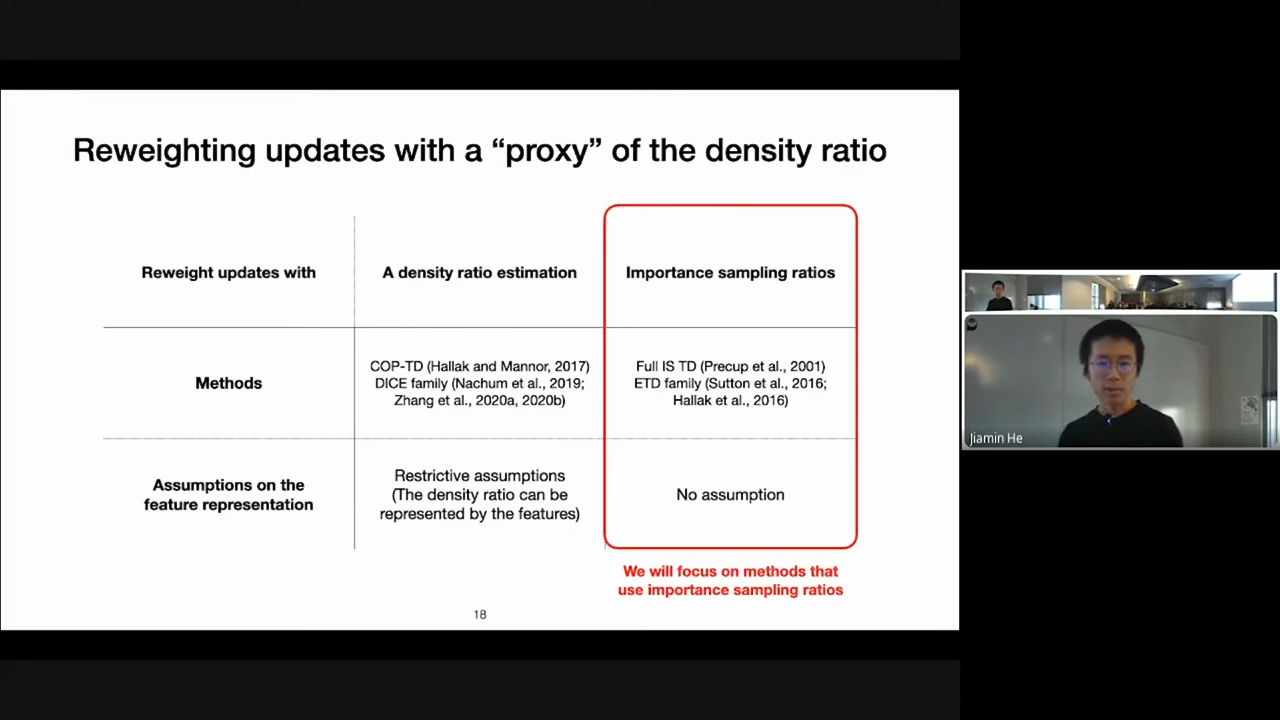 Reweighting updates with a “proxy” of the density ratio
Reweight updates with
A density ratio estimation
Importance sampling ratios
Methods
COP-TD (Hallak and Mannor, 2017)
DICE family (Nachum et al., 2019;
Zhang et al., 2020a, 2020b)
Full IS TD (Precup et al., 2001)
ETD family (Sutton et al., 2016;
Hallak et al., 2016)
Assumptions on the
feature representation
Restrictive assumptions
(The density ratio can be
represented by the features)
No assumption
We will focus on methods that
use importance sampling ratios
18
Jiamin He